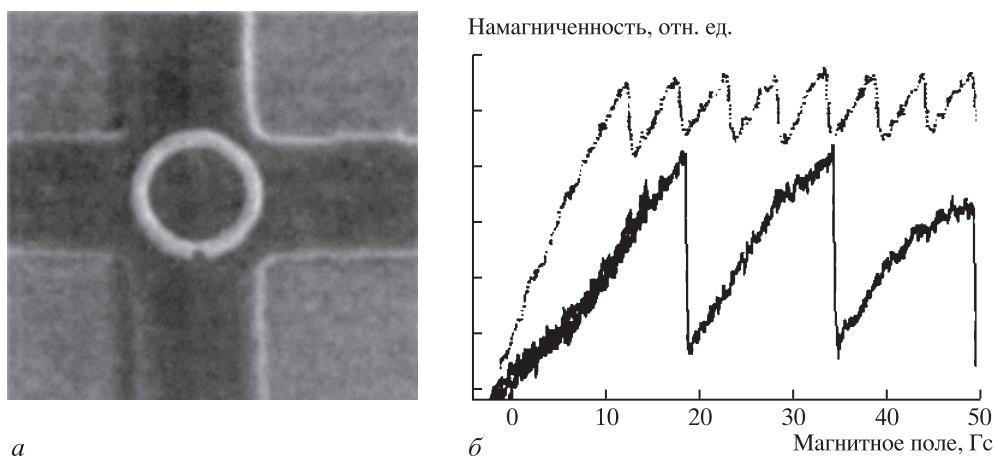 Намагниченность, отн. ед.
0 10 20 30 40 50
Магнитное поле, Гс
а
б